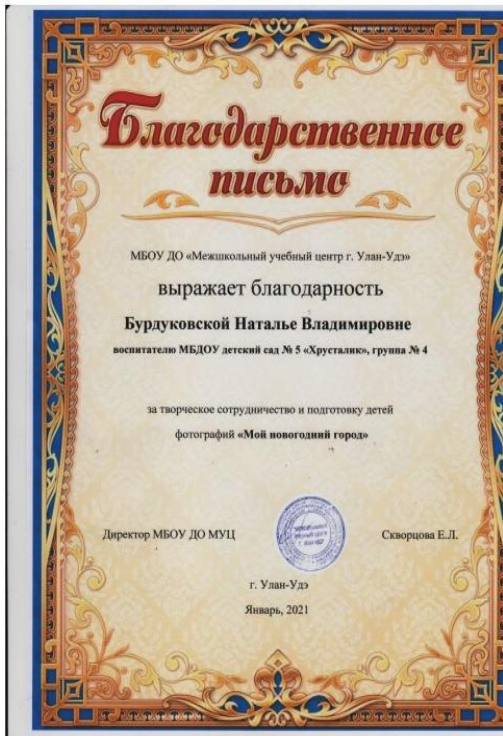 Благодарственное
письмо
МБОУ ДО «Межшкольный учебный центр г. Улан-Удэ»
выражает благодарность
Бурдуковской Наталье Владимировне
воспитателю МБДОУ детский сад № 5 «Хрусталик», группа № 4
за творческое сотрудничество и подготовку детей
фотографий «Мой новогодний город»
Директор МБОУ ДО МУЦ
Скворцова Е.Л.
г. Улан-Удэ
Январь, 2021